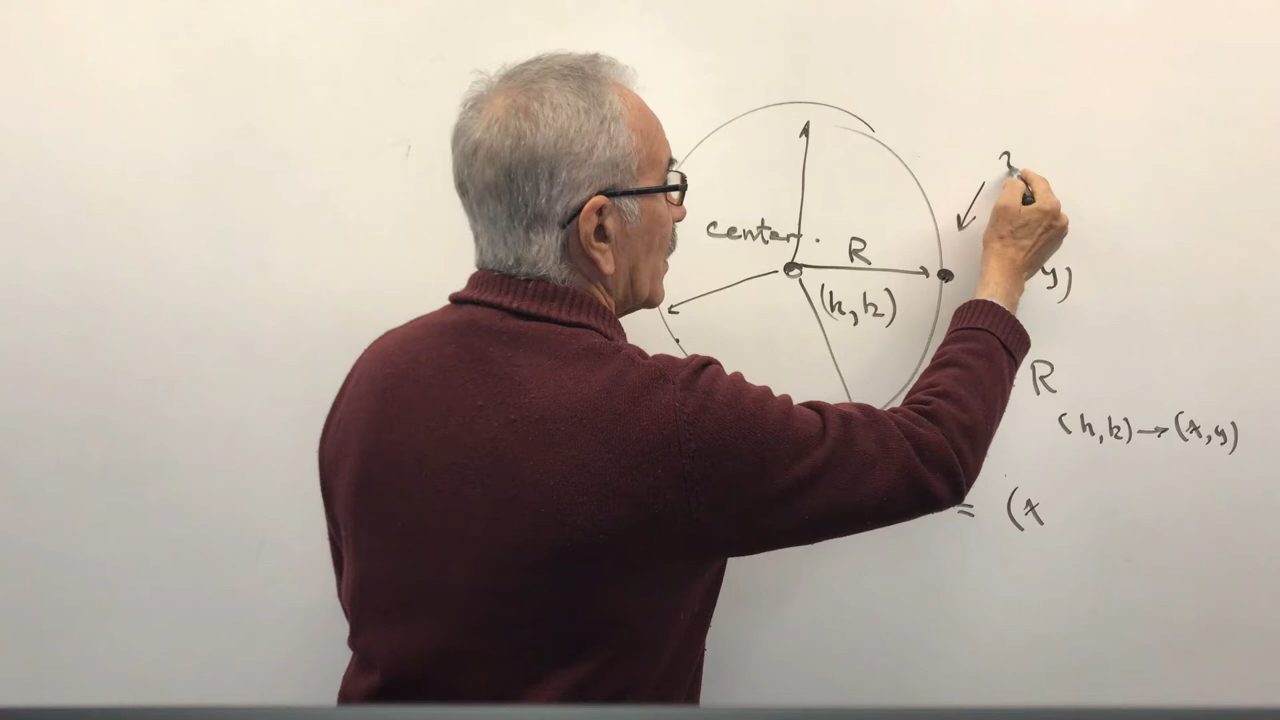 ?
center.
R
(h,k)
y)
R
(h,k)→(x,y)
= (x